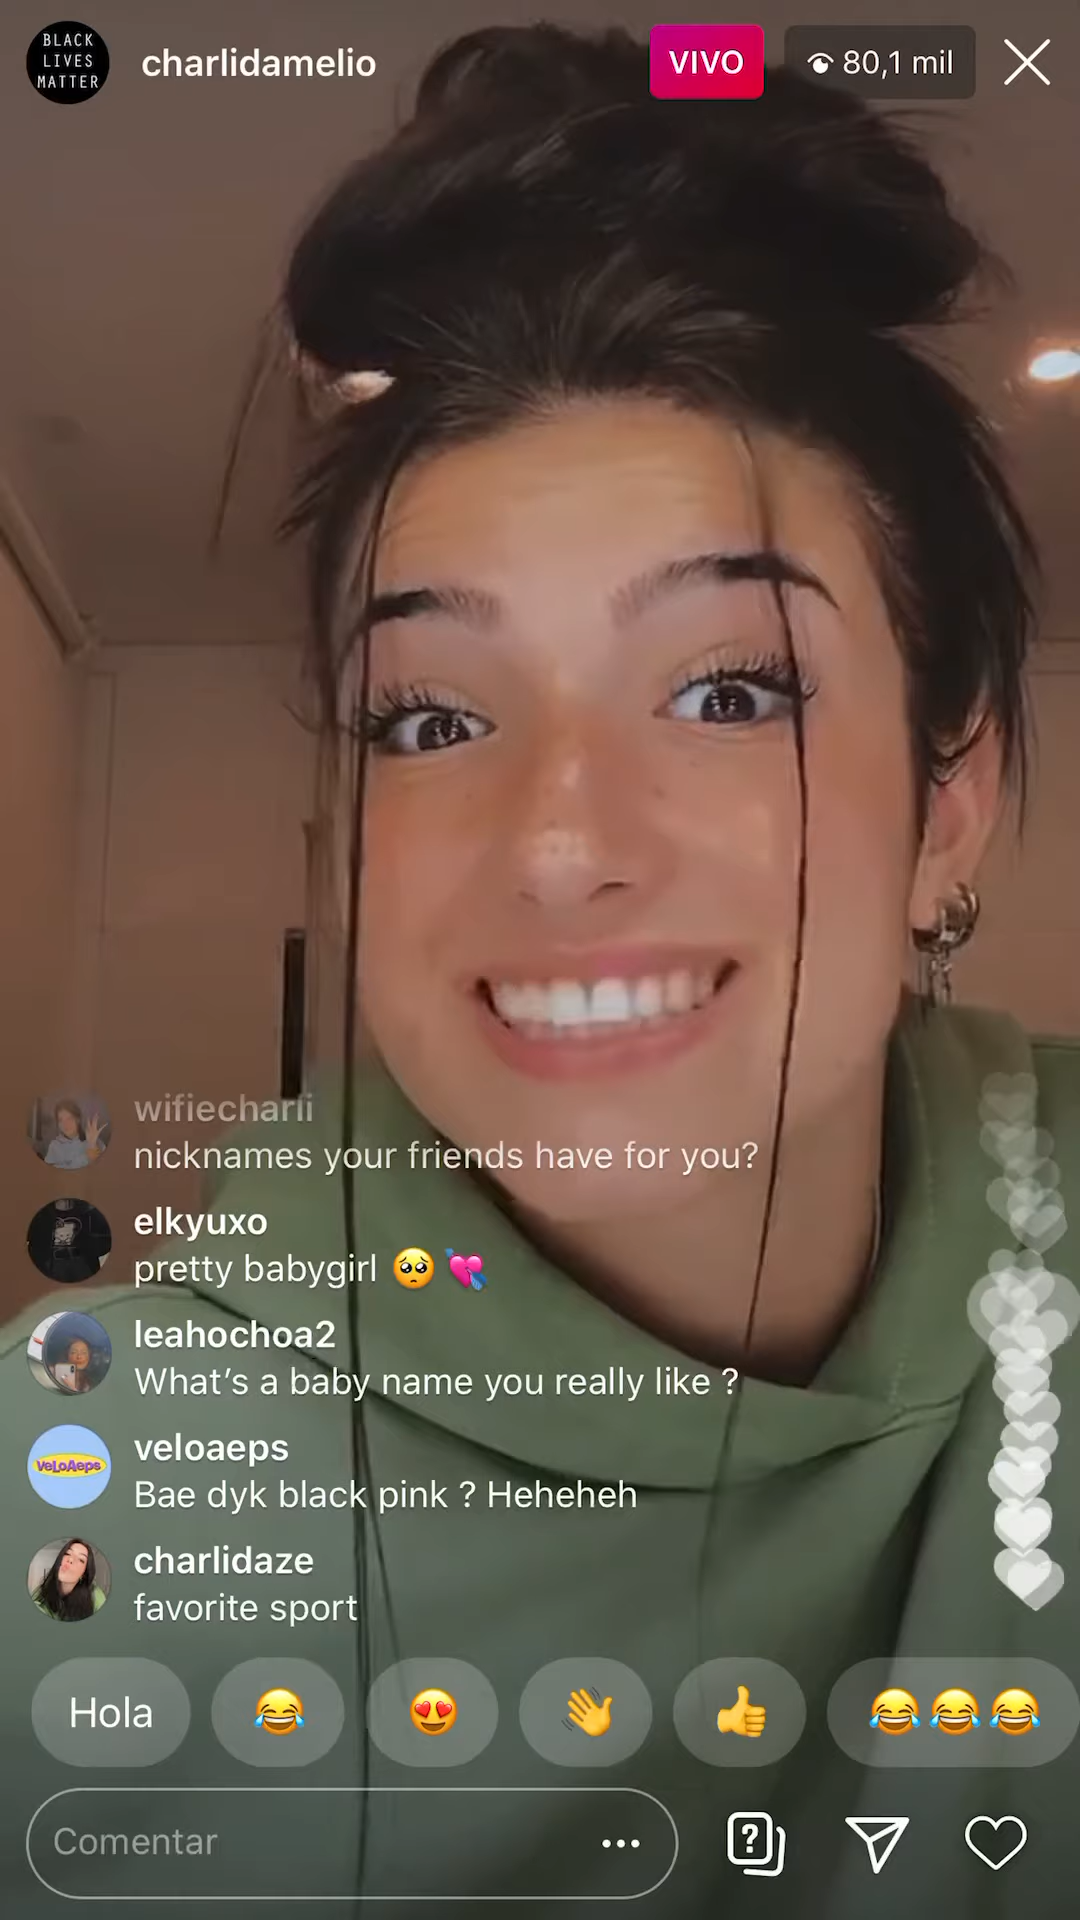 BLACK
LIVES
MATTER
charlidamelio
VIVO
80,1 mil
wifiecharli
nicknames your friends have for you?
elkyuxo
pretty babygirl 🥺 💘
leahochoa2
What’s a baby name you really like ?
VeLoAeps
veloaeps
Bae dyk black pink ? Heheheh
charlidaze
favorite sport
Hola
😂
😍
👋
👍
😂😂😂
Comentar